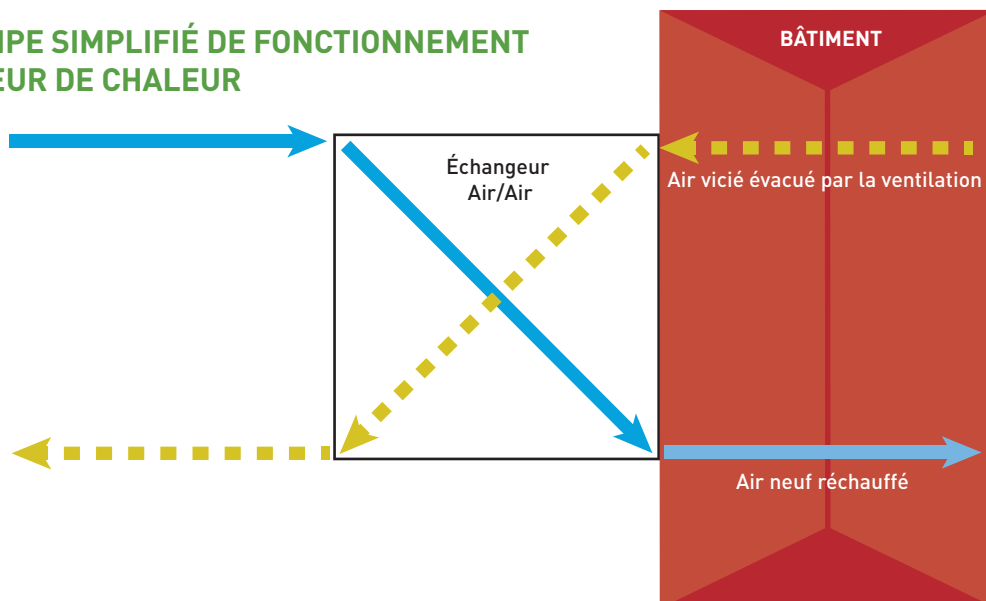 IPE SIMPLIFIÉ DE FONCTIONNEMENT
EUR DE CHALEUR
BÂTIMENT
Échangeur
Air/Air
Air vicié évacué par la ventilation
Air neuf réchauffé